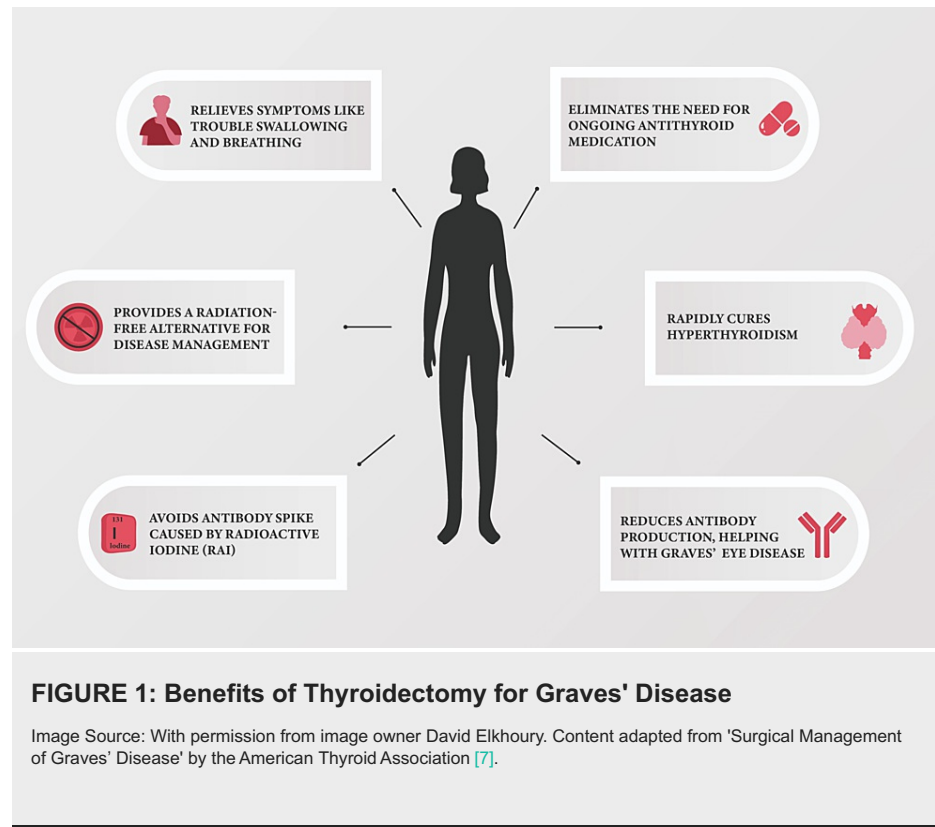 RELIEVES SYMPTOMS LIKE
TROUBLE SWALLOWING
AND BREATHING
ELIMINATES THE NEED FOR
ONGOING ANTITHYROID
MEDICATION
PROVIDES A RADIATION-
FREE ALTERNATIVE FOR
DISEASE MANAGEMENT
RAPIDLY CURES
HYPERTHYROIDISM
131
I
Iodine
AVOIDS ANTIBODY SPIKE
CAUSED BY RADIOACTIVE
IODINE (RAI)
REDUCES ANTIBODY
PRODUCTION, HELPING
WITH GRAVES' EYE DISEASE
FIGURE 1: Benefits of Thyroidectomy for Graves' Disease
Image Source: With permission from image owner David Elkhoury. Content adapted from 'Surgical Management
of Graves’ Disease' by the American Thyroid Association [7].